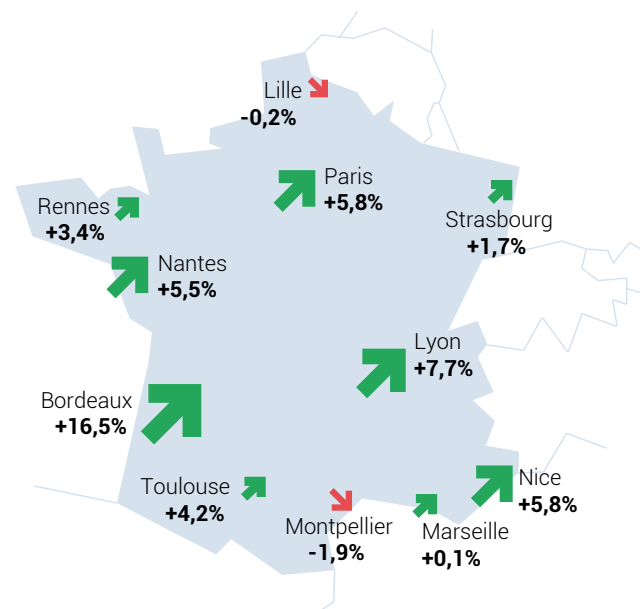 Lille
-0,2%
Paris
+5,8%
Strasbourg
+1,7%
Rennes
+3,4%
Nantes
+5,5%
Lyon
+7,7%
Bordeaux
+16,5%
Toulouse
+4,2%
Montpellier
-1,9%
Marseille
+0,1%
Nice
+5,8%